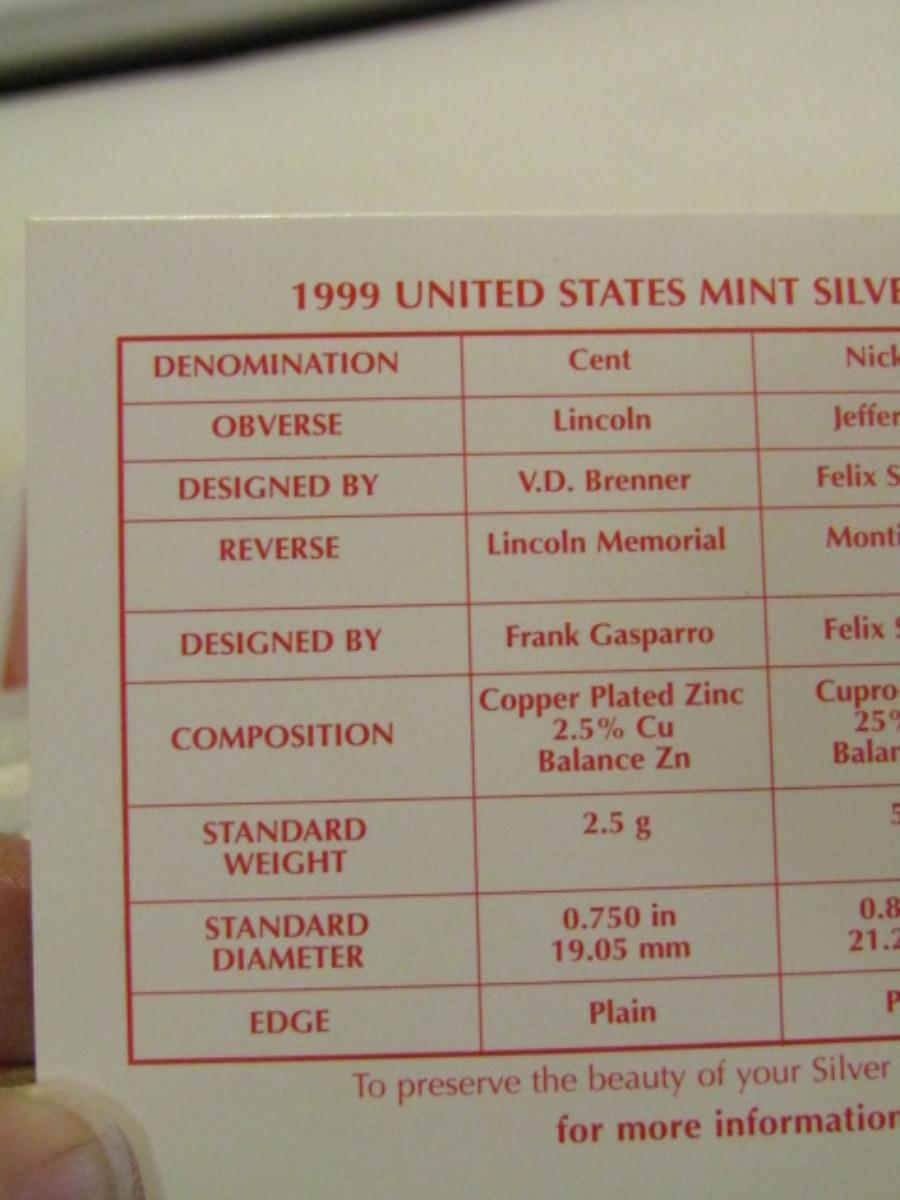 1999 UNITED STATES MINT SILVE
DENOMINATION Cent Nick
OBVERSE Lincoln Jeffer
DESIGNED BY V.D. Brenner Felix S
REVERSE Lincoln Memorial Monti
DESIGNED BY Frank Gasparro Felix S
COMPOSITION Copper Plated Zinc Cupro-
2.5% Cu 25%
Balance Zn Balan
STANDARD WEIGHT 2.5 g 5
STANDARD DIAMETER 0.750 in 0.8
19.05 mm 21.2
EDGE Plain P
To preserve the beauty of your Silver
for more information